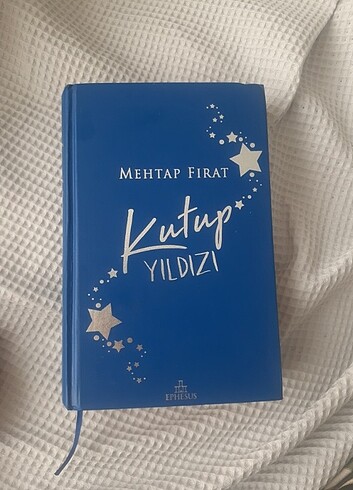 MEHTAP FIRAT
Kutup
YILDIZI
EPHESUS